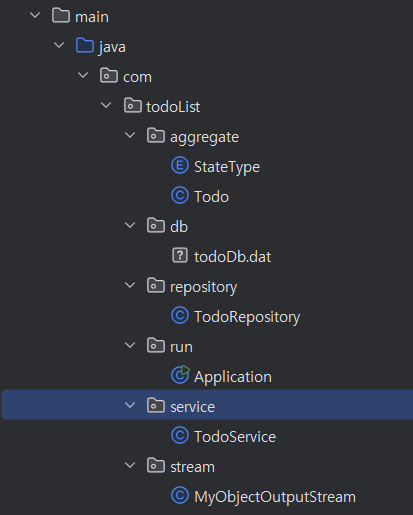 main
java
com
todoList
aggregate
E StateType
C Todo
db
? todoDb.dat
repository
C TodoRepository
run
C Application
service
C TodoService
stream
C MyObjectOutputStream